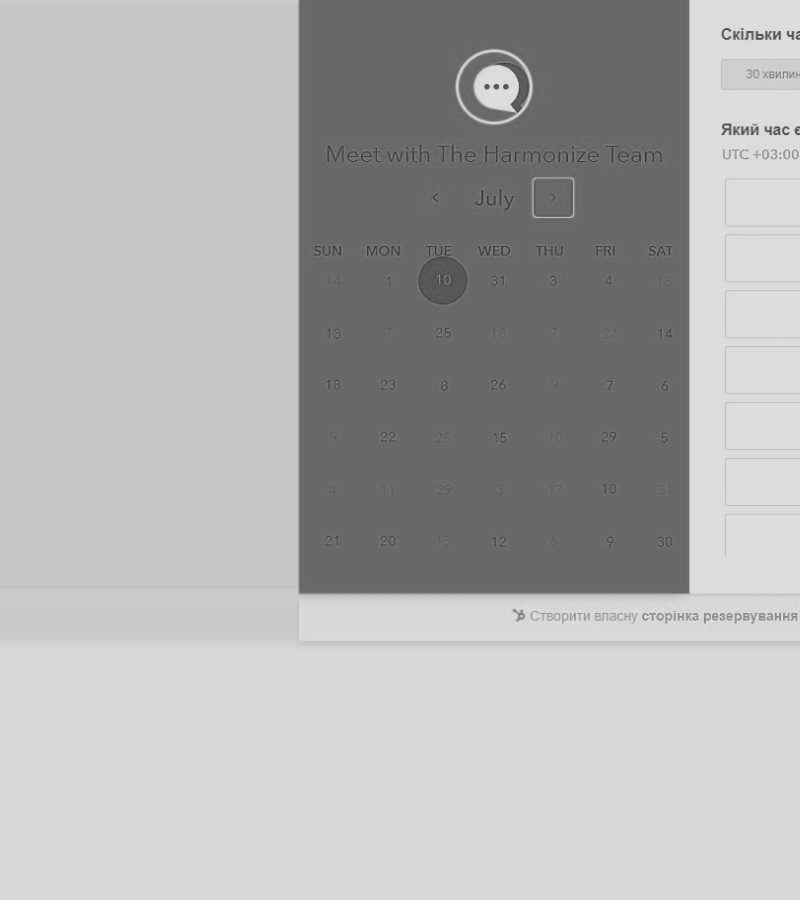 Meet with The Harmonize Team
July
SUN MON TUE WED THU FRI SAT
14 1 10 31 3 4 18
13 7 25 18 7 24 14
18 23 8 26 9 7 6
9 22 25 15 10 29 5
4 11 29 3 17 10 31
21 20 13 12 6 9 30
Скільки
30
Який час
UTC +03:00
Створити власну сторінка резервування